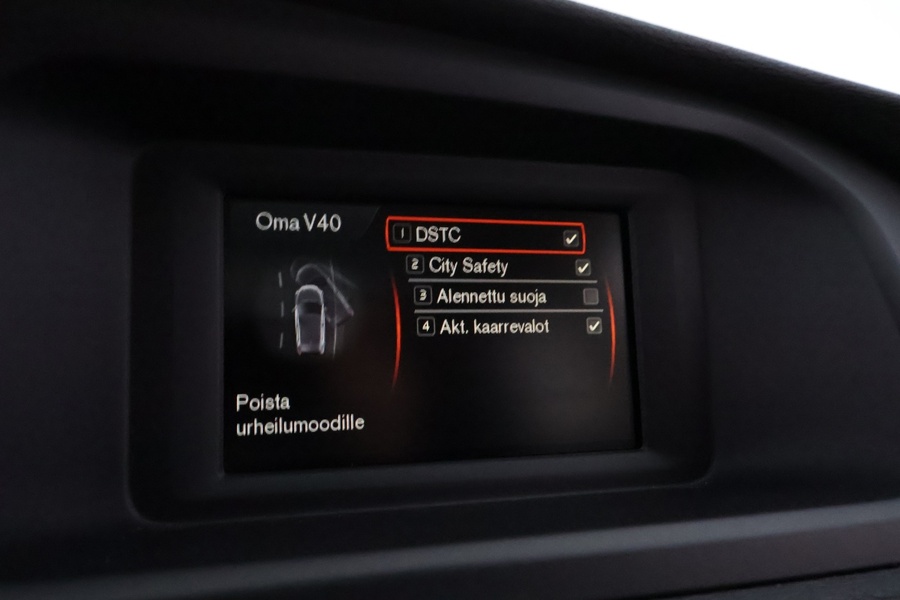 Oma V40
1 DSTC
2 City Safety
3 Alennettu suoja
4 Akt. kaarrevalot
Poista
urheilumoodille